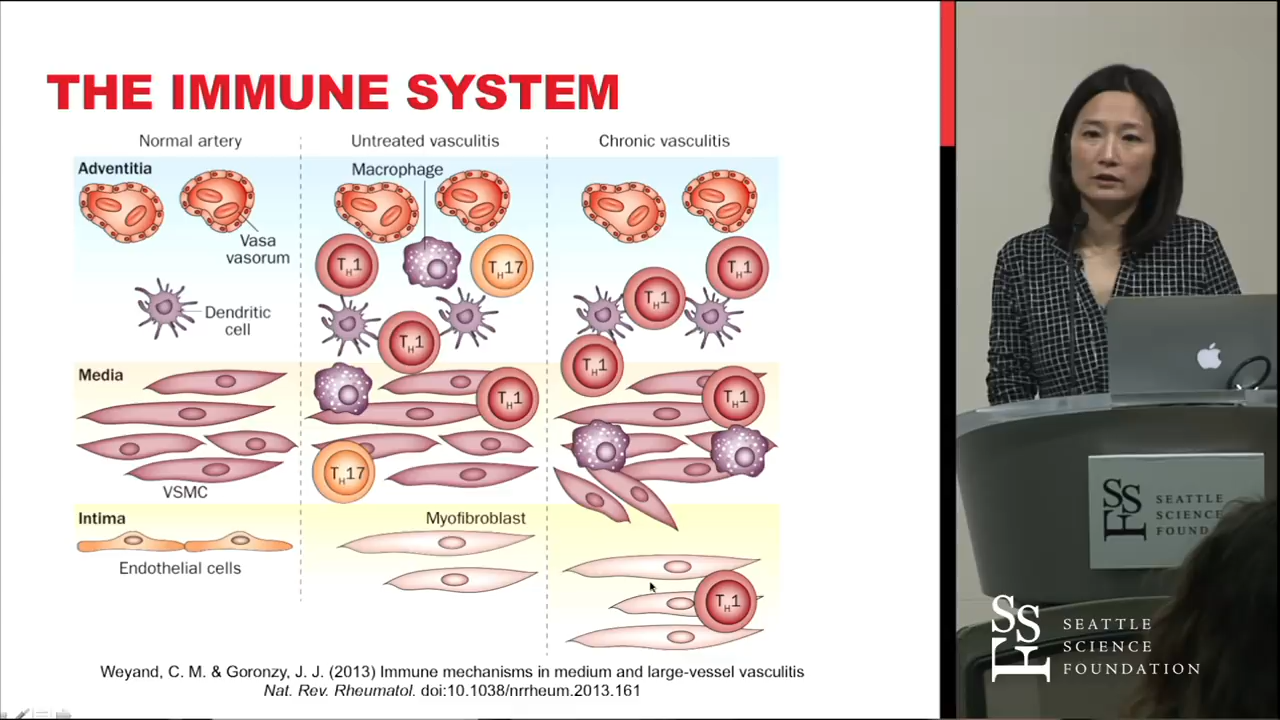 THE IMMUNE SYSTEM
Normal artery
Untreated vasculitis
Chronic vasculitis
Adventitia
Macrophage
Vasa
vasorum
TH1
TH17
TH1
TH1
Dendritic
cell
TH1
TH1
Media
TH1
TH1
TH17
VSMC
Intima
Myofibroblast
Endothelial cells
TH1
Weyand, C. M. & Goronzy, J. J. (2013) Immune mechanisms in medium and large-vessel vasculitis
Nat. Rev. Rheumatol. doi:10.1038/nrrheum.2013.161
SSF
SEATTLE
SCIENCE
FOUND
SSF
SEATTLE
SCIENCE
FOUNDATION